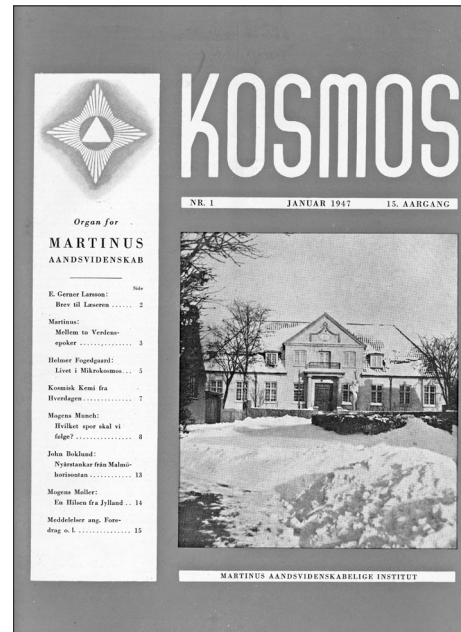 KOSMOS
NR. 1 JANUAR 1947 15. AARGANG
Organ for
MARTINUS
AANDSVIDENSKAB
Side
E. Gerner Larsson:
Brev til Læseren ...... 2
Martinus:
Mellem to Verdens-
epoker .............. 3
Helmer Fogedgaard:
Livet i Mikrokosmos... 5
Kosmisk Kemi fra
Hverdagen .......... 7
Mogens Munch:
Hvilket spor skal vi
følge? ............... 8
John Boklund:
Nyårstankar från Malmö-
horisontan ............ 13
Mogens Møller:
En Hilsen fra Jylland .. 14
Meddelelser ang. Fore-
drag o. l. .............. 15
MARTINUS AANDSVIDENSKABELIGE INSTITUT